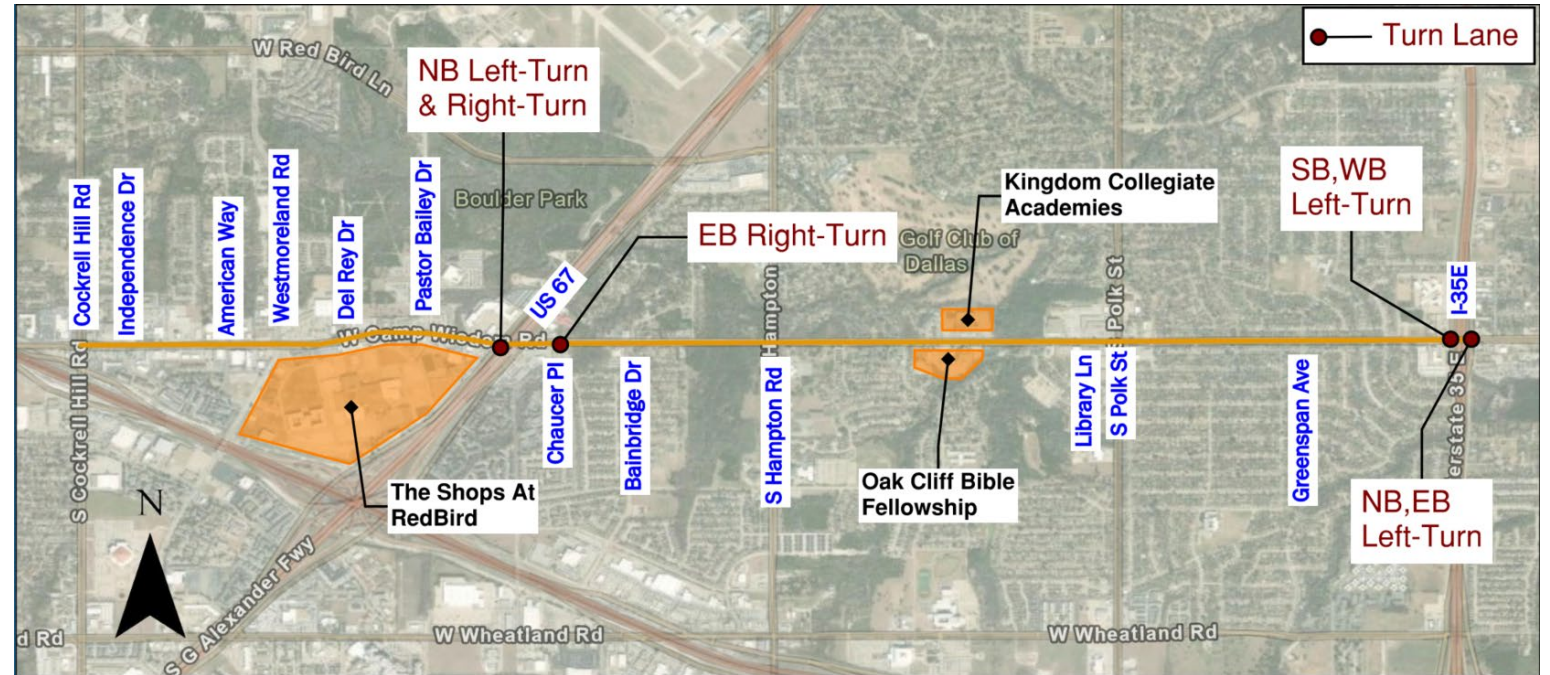 Turn Lane
W Red Bird Ln
NB Left-Turn
& Right-Turn
Boulder Park
Kingdom Collegiate
Academies
SB,WB
Left-Turn
EB Right-Turn
Golf Club of
Dallas
Cockrell Hill Rd
Independence Dr
American Way
Westmoreland Rd
Del Rey Dr
Pastor Bailey Dr
US 67
Hampton
S Polk St
I-35E
W Camp Wisdom Rd
S Cockrell Hill Rd
Chaucer Pl
Bainbridge Dr
S Hampton Rd
Library Ln
S Polk St
Greenspan Ave
erstate 35 E
The Shops At
RedBird
Oak Cliff Bible
Fellowship
NB,EB
Left-Turn
N
S G Alexander Fwy
d Rd
W Wheatland Rd
W Wheatland Rd